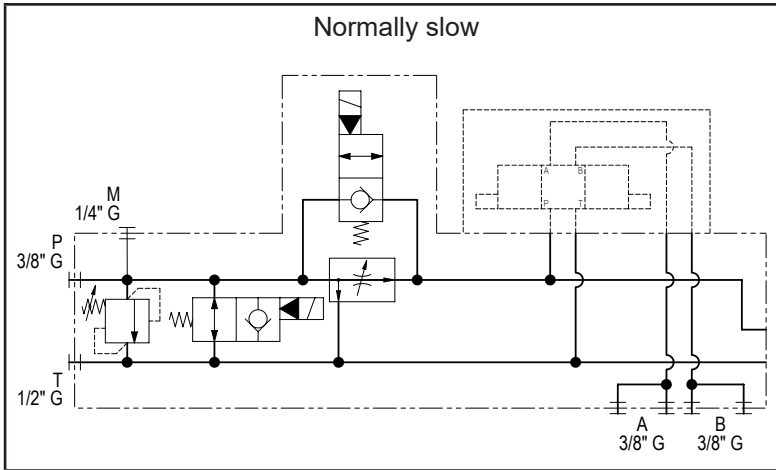 Normally slow
M
1/4" G
P
3/8" G
A B
P T
T
1/2" G
A
3/8" G
B
3/8" G